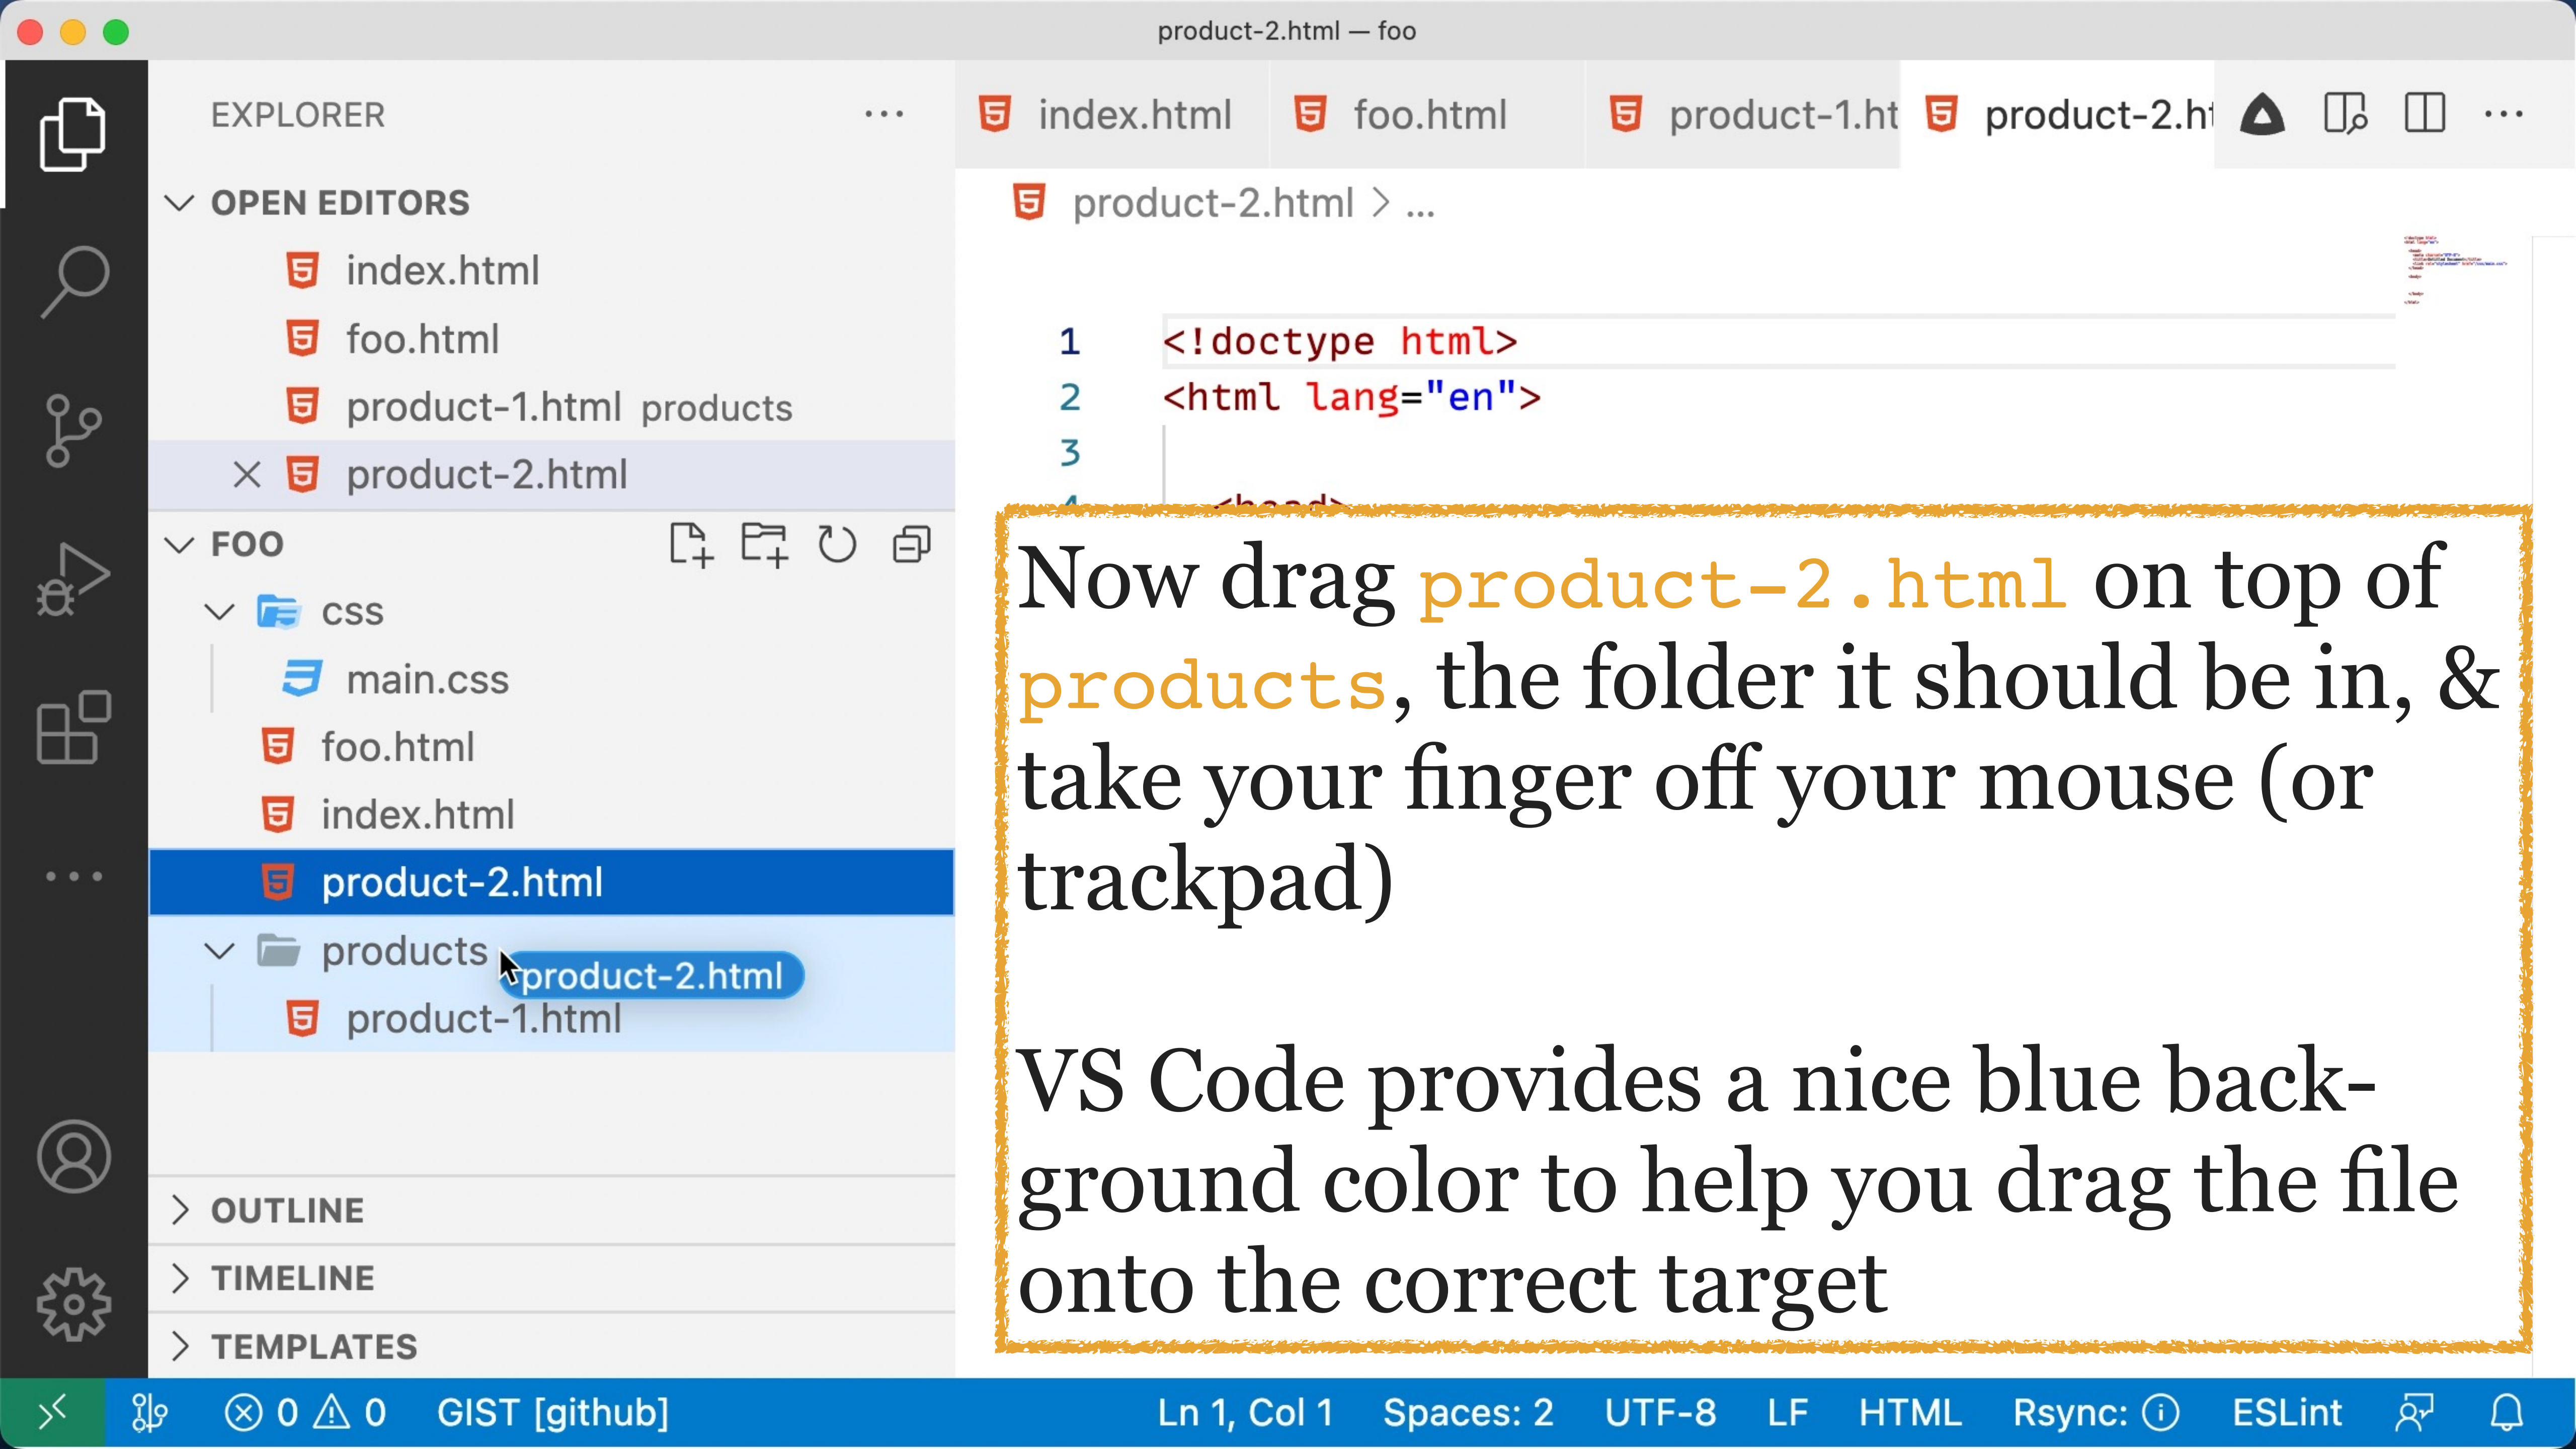 product-2.html — foo
EXPLORER
index.html
foo.html
product-1.ht
product-2.ht
OPEN EDITORS
index.html
foo.html
product-1.html products
product-2.html
FOO
css
main.css
foo.html
index.html
product-2.html
products
product-2.html
product-1.html
OUTLINE
TIMELINE
TEMPLATES
product-2.html > ...
1 <!doctype html>
2 <html lang="en">
3
4 <head>
Now drag product-2.html on top of
products, the folder it should be in, &
take your finger off your mouse (or
trackpad)
VS Code provides a nice blue back-
ground color to help you drag the file
onto the correct target
0 0 GIST [github] Ln 1, Col 1 Spaces: 2 UTF-8 LF HTML Rsync: ESLint